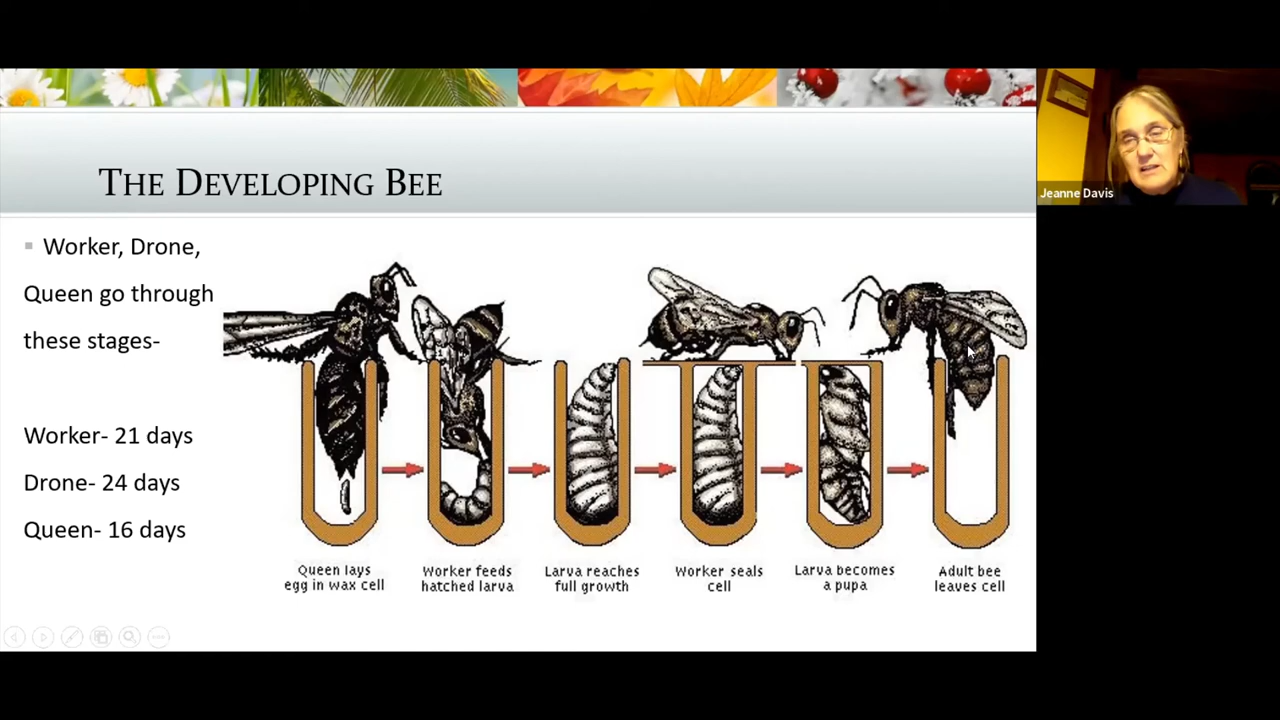 THE DEVELOPING BEE
Jeanne Davis
Worker, Drone,
Queen go through
these stages-
Worker- 21 days
Drone- 24 days
Queen- 16 days
Queen lays
egg in wax cell
Worker feeds
hatched larva
Larva reaches
full growth
Worker seals
cell
Larva becomes
a pupa
Adult bee
leaves cell